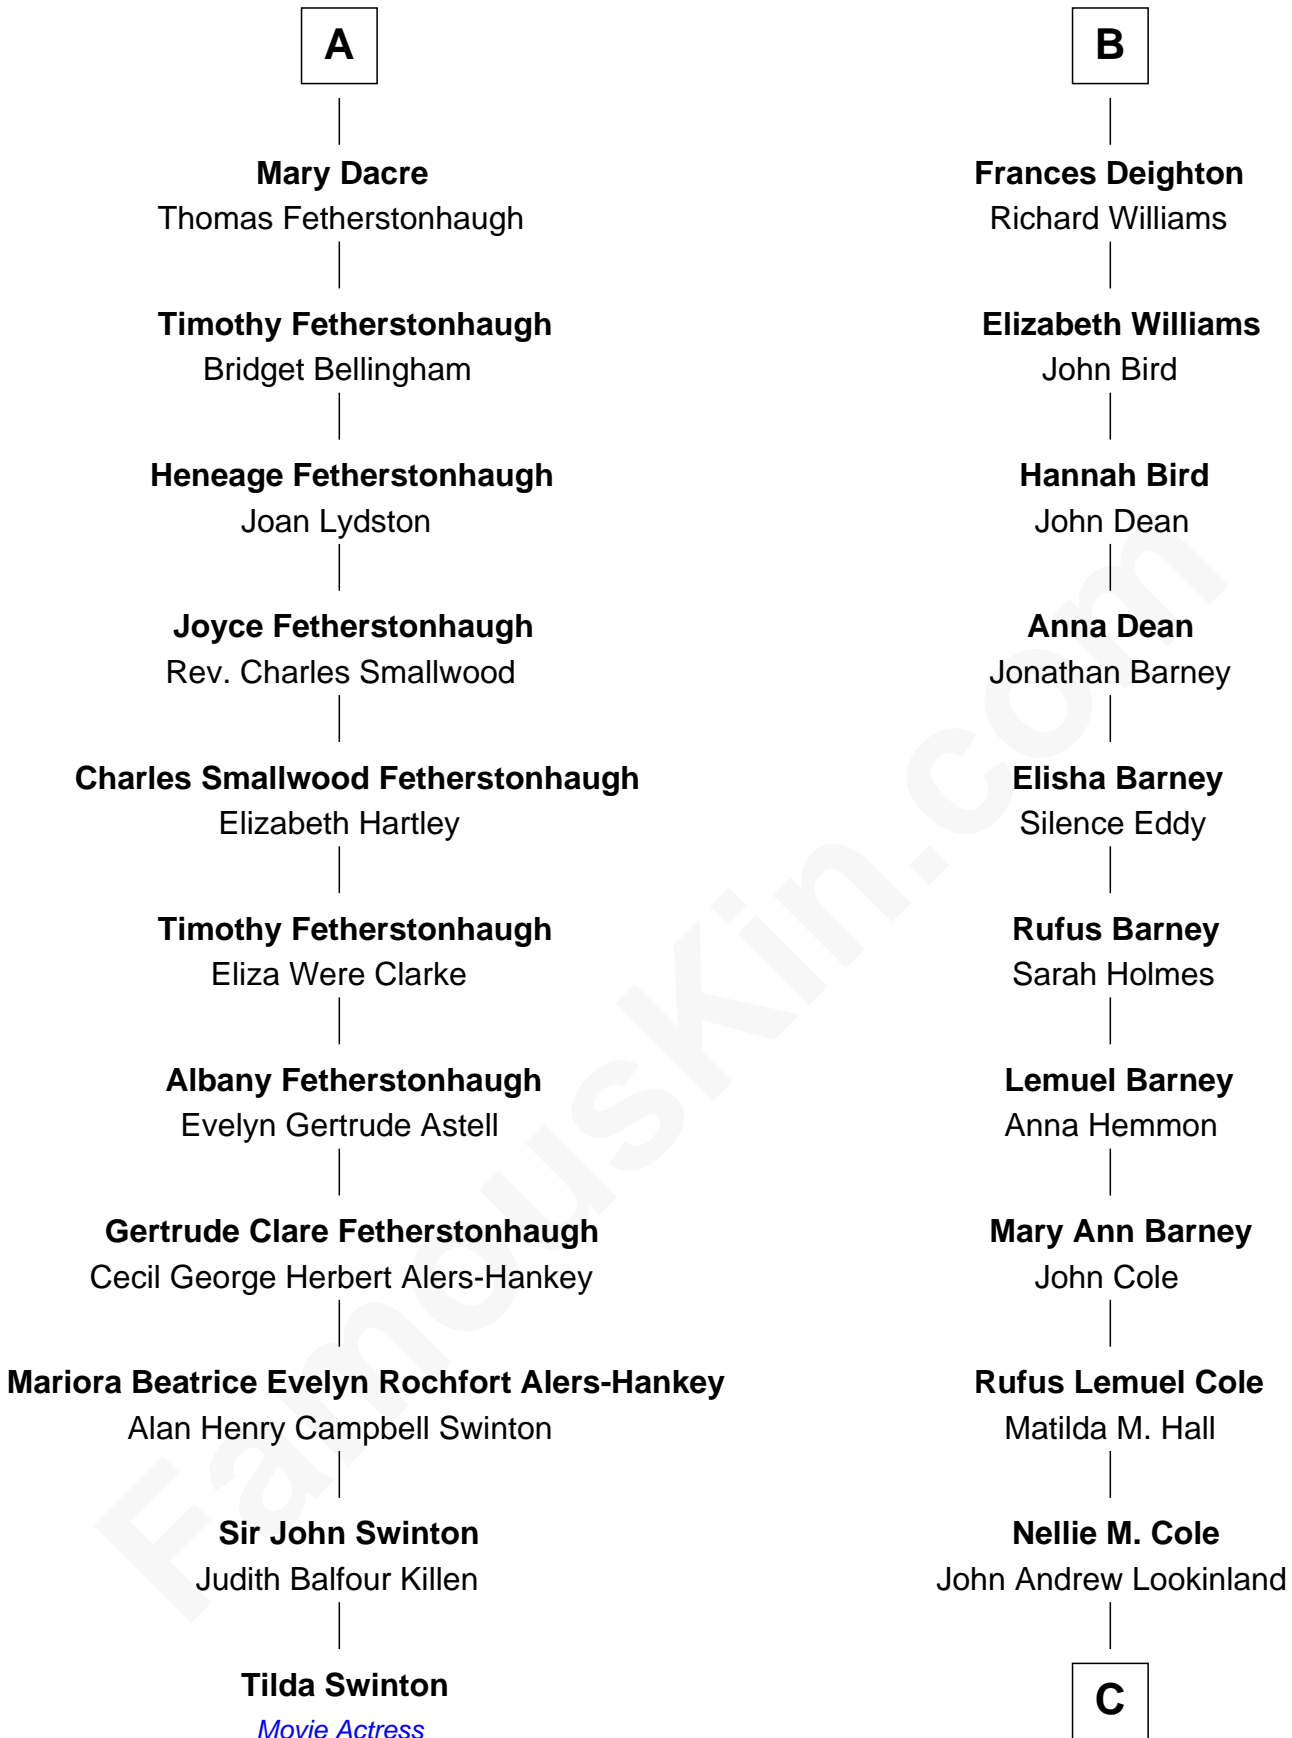 A
Mary Dacre
Thomas Fetherstonhaugh
Timothy Fetherstonhaugh
Bridget Bellingham
Heneage Fetherstonhaugh
Joan Lydston
Joyce Fetherstonhaugh
Rev. Charles Smallwood
Charles Smallwood Fetherstonhaugh
Elizabeth Hartley
Timothy Fetherstonhaugh
Eliza Were Clarke
Albany Fetherstonhaugh
Evelyn Gertrude Astell
Gertrude Clare Fetherstonhaugh
Cecil George Herbert Alers-Hankey
Mariora Beatrice Evelyn Rochfort Alers-Hankey
Alan Henry Campbell Swinton
Sir John Swinton
Judith Balfour Killen
Tilda Swinton
Movie Actress
B
Frances Deighton
Richard Williams
Elizabeth Williams
John Bird
Hannah Bird
John Dean
Anna Dean
Jonathan Barney
Elisha Barney
Silence Eddy
Rufus Barney
Sarah Holmes
Lemuel Barney
Anna Hemmon
Mary Ann Barney
John Cole
Rufus Lemuel Cole
Matilda M. Hall
Nellie M. Cole
John Andrew Lookinland
C
FamousKin.com